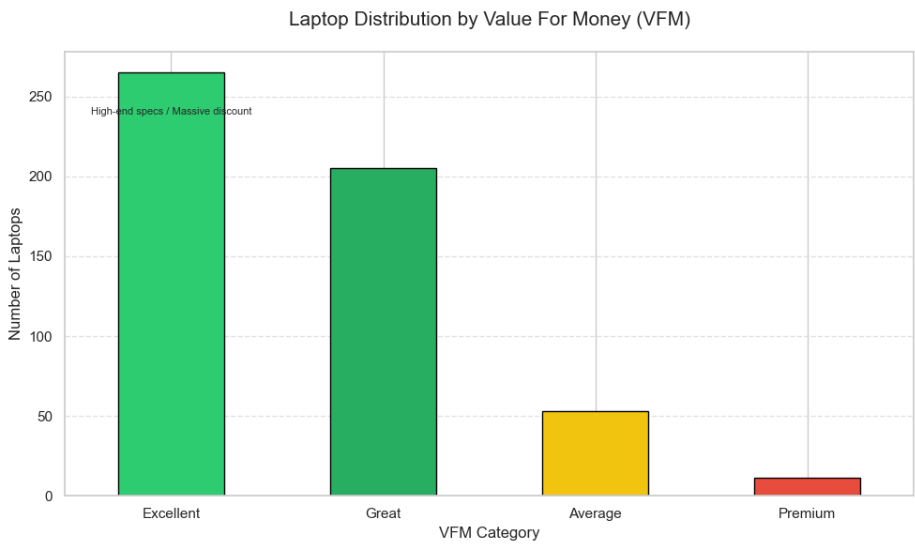 Laptop Distribution by Value For Money (VFM)
250
High-end specs / Massive discount
200
150
100
50
0
Number of Laptops
Excellent
Great
Average
Premium
VFM Category